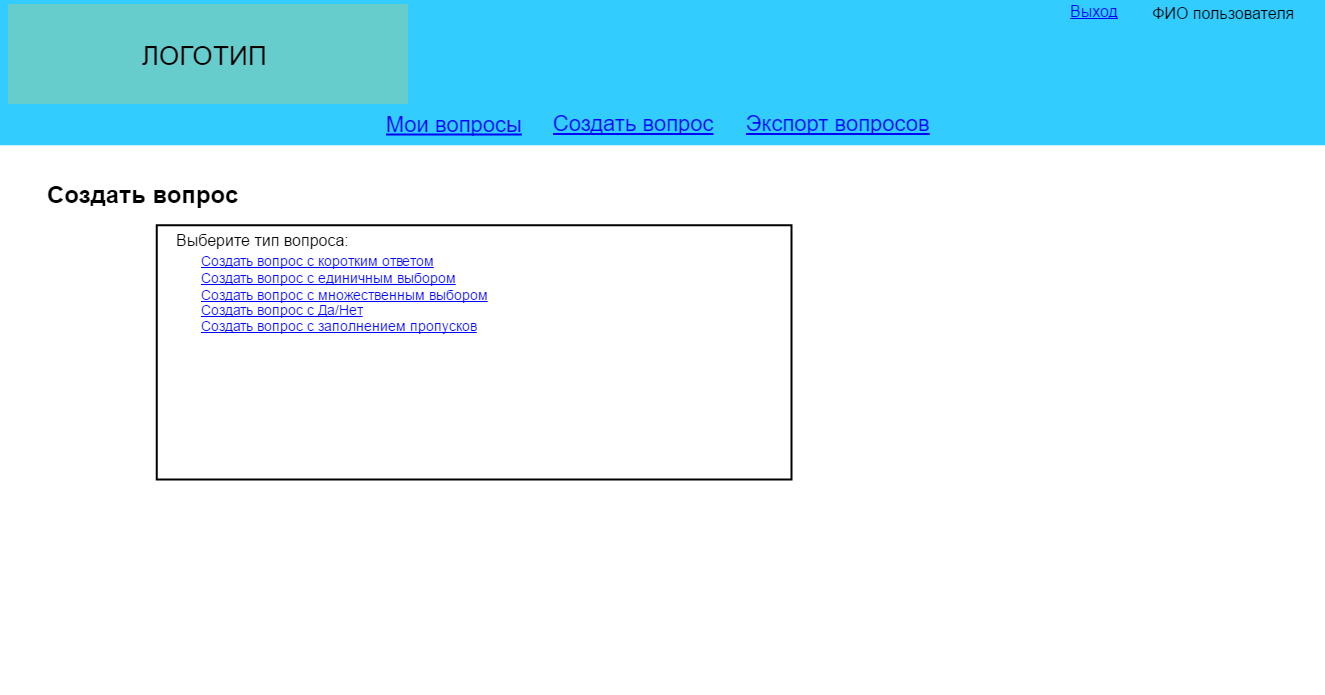 Выход
ФИО пользователя
ЛОГОТИП
Мои вопросы
Создать вопрос
Экспорт вопросов
Создать вопрос
Выберите тип вопроса:
Создать вопрос с коротким ответом
Создать вопрос с единичным выбором
Создать вопрос с множественным выбором
Создать вопрос с Да/Нет
Создать вопрос с заполнением пропусков